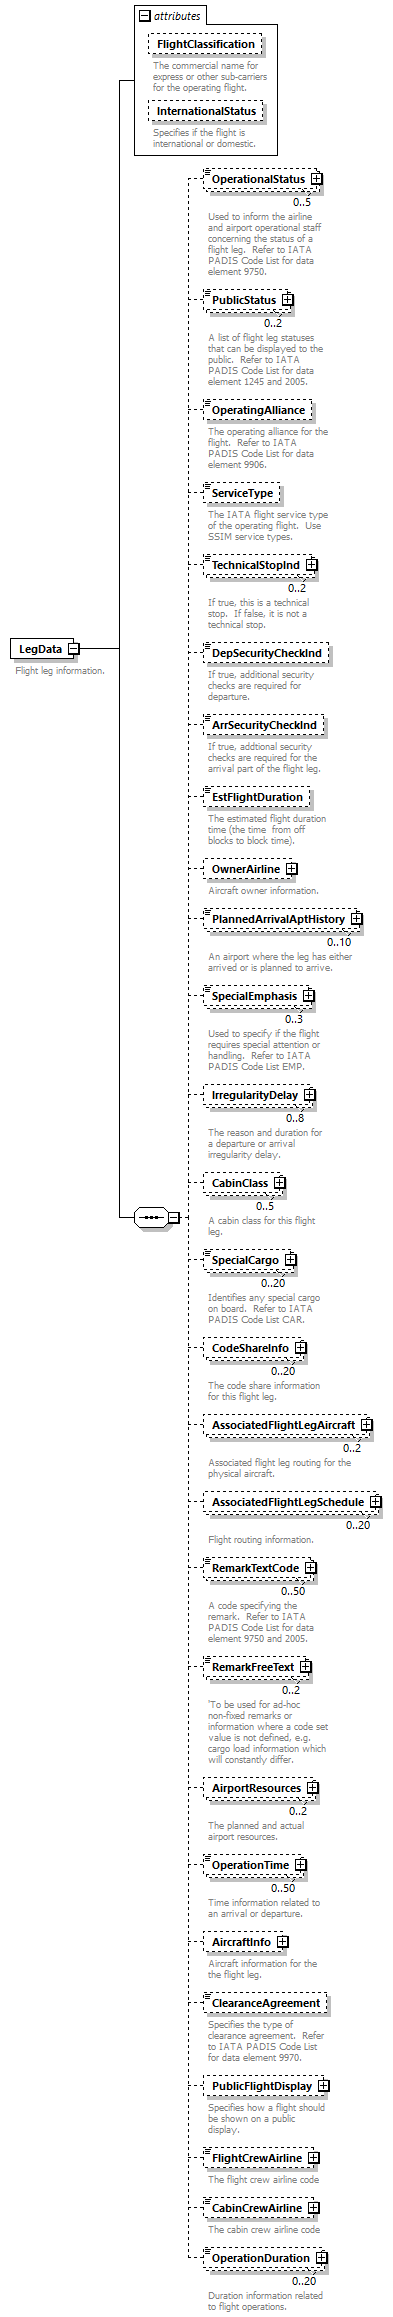 attributes
FlightClassification
The commercial name for
express or other sub-carriers
for the operating flight.
InternationalStatus
Specifies if the flight is
international or domestic.
LegData
Flight leg information.
OperationalStatus
0..5
Used to inform the airline
and airport operational staff
concerning the status of a
flight leg.  Refer to IATA
PADIS Code List for data
element 9750.
PublicStatus
0..2
A list of flight leg statuses
that can be displayed to the
public.  Refer to IATA
PADIS Code List for data
element 1245 and 2005.
OperatingAlliance
The operating alliance for the
flight.  Refer to IATA
PADIS Code List for data
element 9906.
ServiceType
The IATA flight service type
of the operating flight.  Use
SSIM service types.
TechnicalStopInd
0..2
If true, this is a technical
stop.  If false, it is not a
technical stop.
DepSecurityCheckInd
If true, additional security
checks are required for
departure.
ArrSecurityCheckInd
If true, addtional security
checks are required for the
arrival part of the flight leg.
EstFlightDuration
The estimated flight duration
time (the time  from off
blocks to block time).
OwnerAirline
Aircraft owner information.
PlannedArrivalAptHistory
0..10
An airport where the leg has either
arrived or is planned to arrive.
SpecialEmphasis
0..3
Used to specify if the flight
requires special attention or
handling.  Refer to IATA
PADIS Code List EMP.
IrregularityDelay
0..8
The reason and duration for
a departure or arrival
irregularity delay.
CabinClass
0..5
A cabin class for this flight
leg.
SpecialCargo
0..20
Identifies any special cargo
on board.  Refer to IATA
PADIS Code List CAR.
CodeShareInfo
0..20
The code share information
for this flight leg.
AssociatedFlightLegAircraft
0..2
Associated flight leg routing for the
physical aircraft.
AssociatedFlightLegSchedule
0..20
Flight routing information.
RemarkTextCode
0..50
A code specifying the
remark.  Refer to IATA
PADIS Code List for data
element 9750 and 2005.
RemarkFreeText
0..2
'To be used for ad-hoc
non-fixed remarks or
information where a code set
value is not defined, e.g.
cargo load information which
will constantly differ.
AirportResources
0..2
The planned and actual
airport resources.
OperationTime
0..50
Time information related to
an arrival or departure.
AircraftInfo
Aircraft information for the
the flight leg.
ClearanceAgreement
Specifies the type of
clearance agreement.  Refer
to IATA PADIS Code List
for data element 9970.
PublicFlightDisplay
Specifies how a flight should
be shown on a public
display.
FlightCrewAirline
The flight crew airline code
CabinCrewAirline
The cabin crew airline code
OperationDuration
0..20
Duration information related
to flight operations.